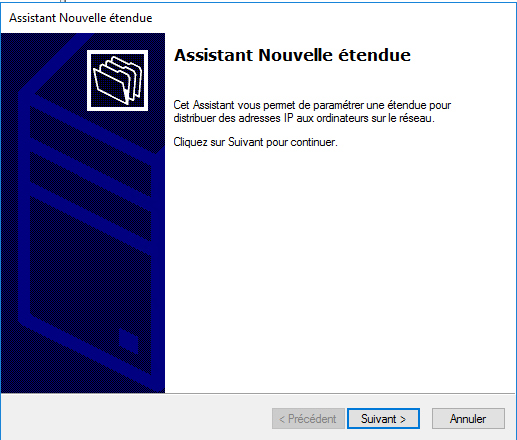 Assistant Nouvelle étendue
Assistant Nouvelle étendue
Cet Assistant vous permet de paramétrer une étendue pour
distribuer des adresses IP aux ordinateurs sur le réseau.
Cliquez sur Suivant pour continuer.
< Précédent
Suivant >
Annuler